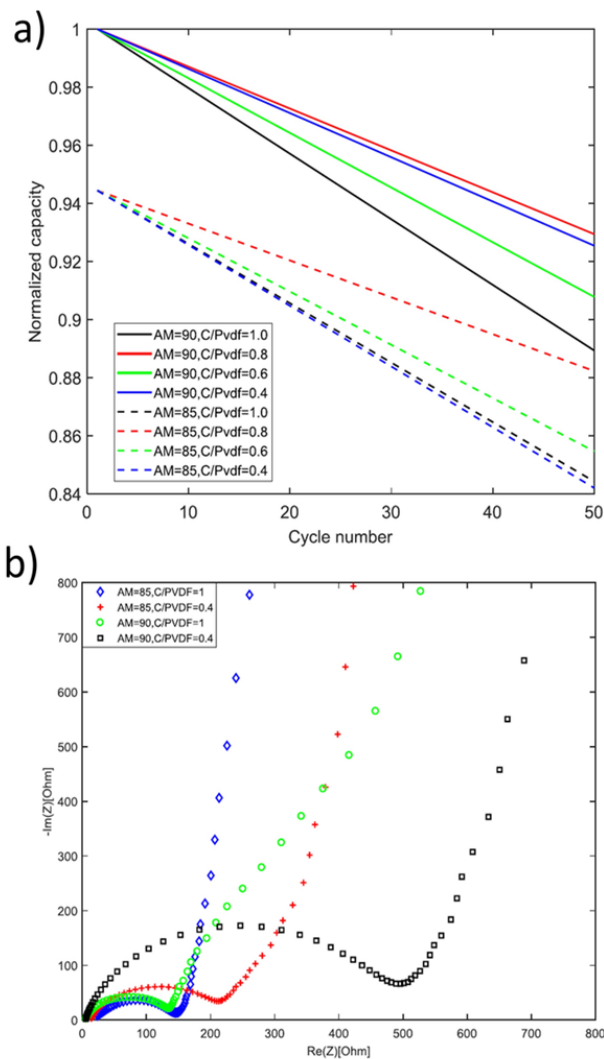 a)
1
0.98
0.96
0.94
0.92
0.9
0.88
0.86
0.84
Normalized capacity
AM=90,C/Pvdf=1.0
AM=90,C/Pvdf=0.8
AM=90,C/Pvdf=0.6
AM=90,C/Pvdf=0.4
AM=85,C/Pvdf=1.0
AM=85,C/Pvdf=0.8
AM=85,C/Pvdf=0.6
AM=85,C/Pvdf=0.4
0 10 20 30 40 50
Cycle number
b)
800
700
600
500
400
300
200
100
0
-Im(Z)[Ohm]
AM=85,C/PVDF=1
AM=85,C/PVDF=0.4
AM=90,C/PVDF=1
AM=90,C/PVDF=0.4
0 100 200 300 400 500 600 700 800
Re(Z)[Ohm]